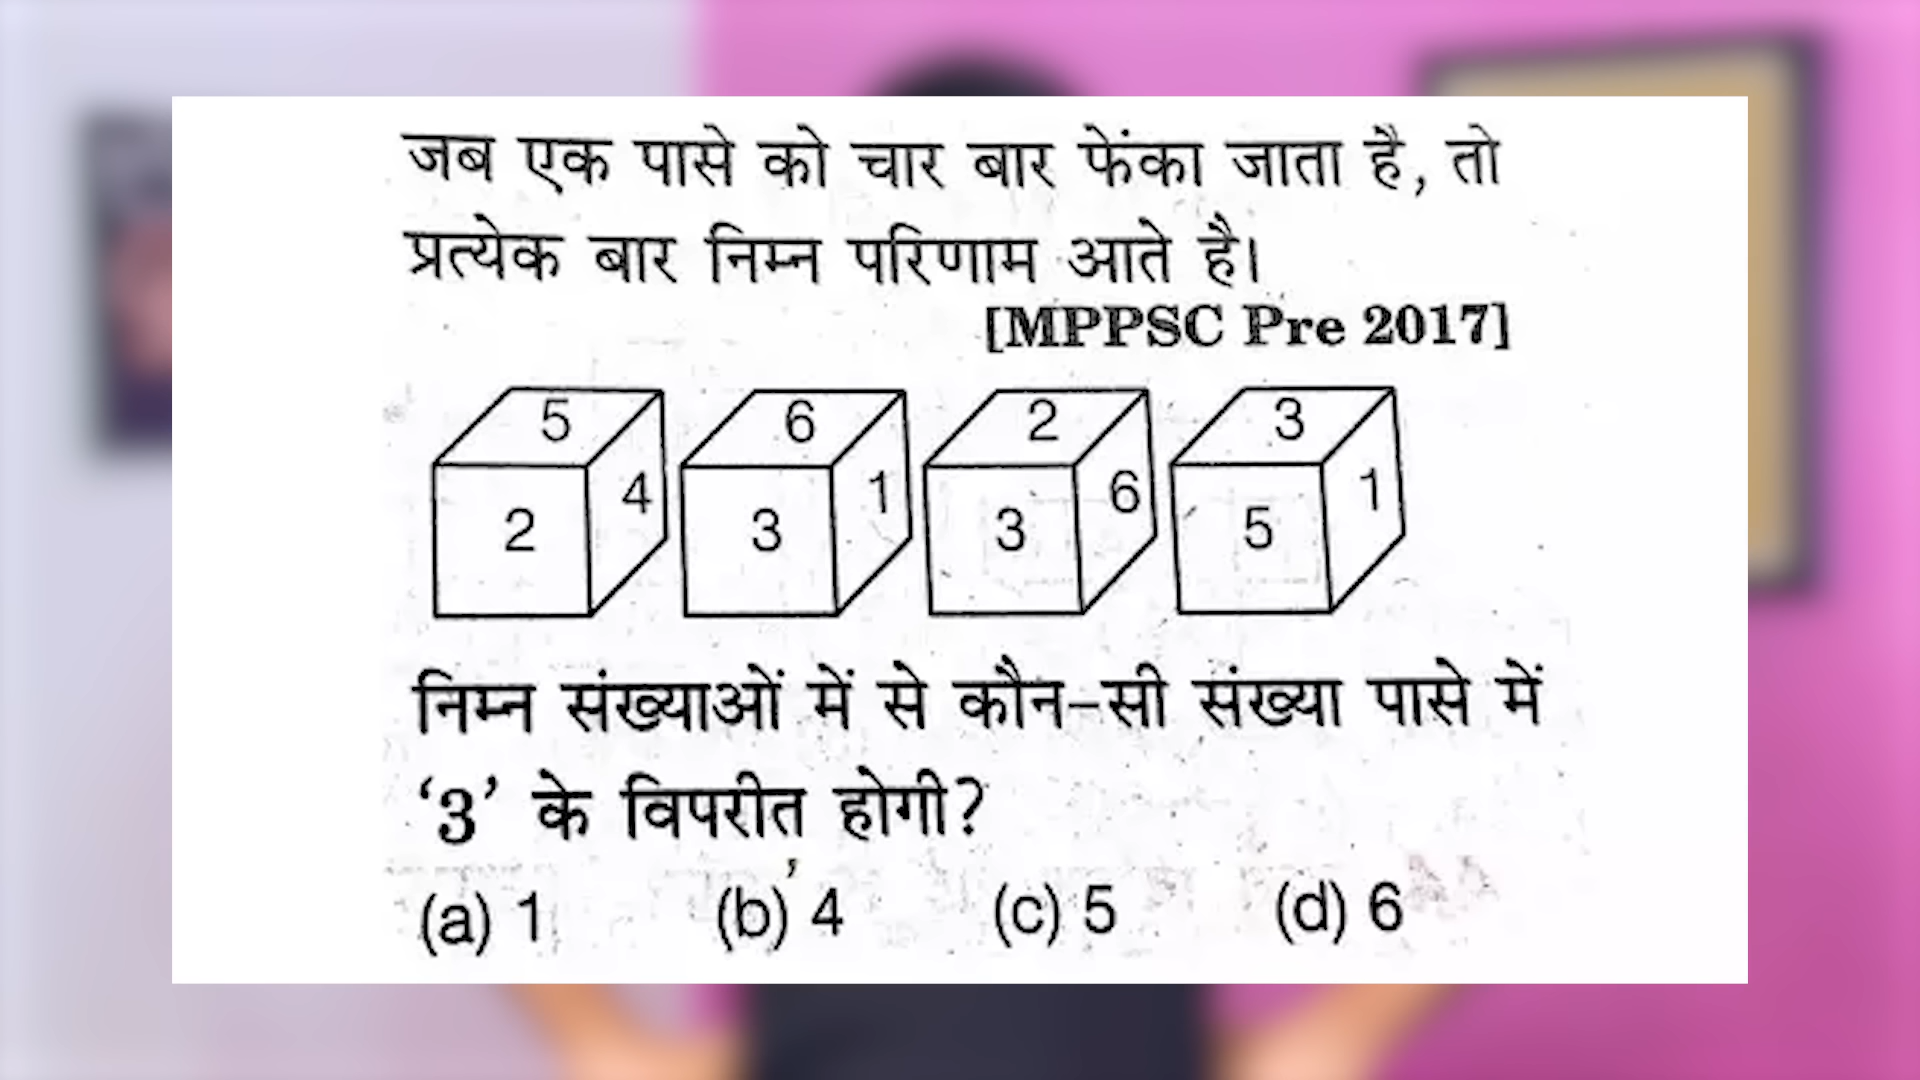 जब एक पासे को चार बार फेंका जाता है, तो
प्रत्येक बार निम्न परिणाम आते है।
[MPPSC Pre 2017]
5 6 2 3
4 1 6 1
2 3 3 5
निम्न संख्याओं में से कौन-सी संख्या पासे में
‘3’ के विपरीत होगी?
(a) 1 (b) 4 (c) 5 (d) 6